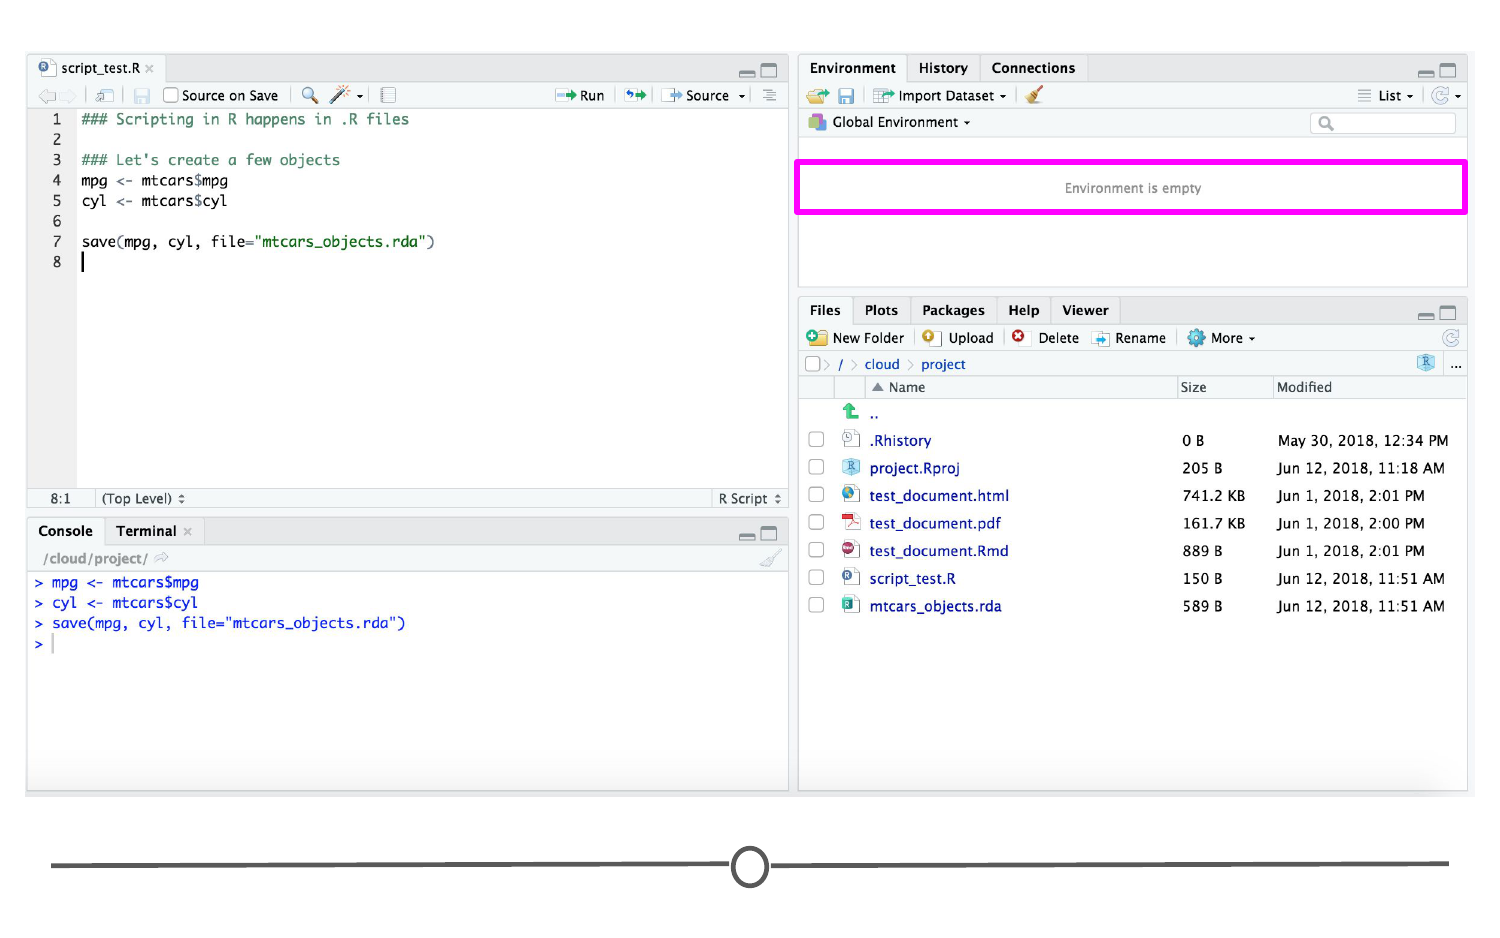 script_test.R
Source on Save
Run
Source
1 ### Scripting in R happens in .R files
2
3 ### Let's create a few objects
4 mpg <- mtcars$mpg
5 cyl <- mtcars$cyl
6
7 save(mpg, cyl, file="mtcars_objects.rda")
8
8:1 (Top Level) R Script
Console Terminal
/cloud/project/
> mpg <- mtcars$mpg
> cyl <- mtcars$cyl
> save(mpg, cyl, file="mtcars_objects.rda")
>
Environment History Connections
Import Dataset List
Global Environment
Environment is empty
Files Plots Packages Help Viewer
New Folder Upload Delete Rename More
/ > cloud > project ...
Name Size Modified
..
.Rhistory 0 B May 30, 2018, 12:34 PM
project.Rproj 205 B Jun 12, 2018, 11:18 AM
test_document.html 741.2 KB Jun 1, 2018, 2:01 PM
test_document.pdf 161.7 KB Jun 1, 2018, 2:00 PM
test_document.Rmd 889 B Jun 1, 2018, 2:01 PM
script_test.R 150 B Jun 12, 2018, 11:51 AM
mtcars_objects.rda 589 B Jun 12, 2018, 11:51 AM